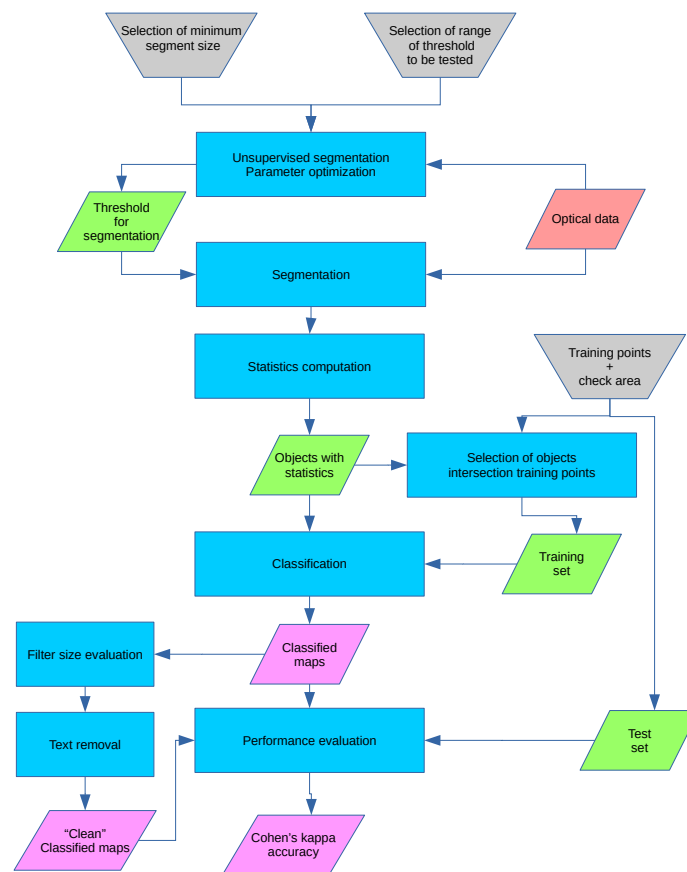 Selection of minimum
segment size
Selection of range
of threshold
to be tested
Unsupervised segmentation
Parameter optimization
Threshold
for
segmentation
Optical data
Segmentation
Statistics computation
Training points
+
check area
Objects with
statistics
Selection of objects
intersection training points
Classification
Training
set
Filter size evaluation
Classified
maps
Text removal
Performance evaluation
Test
set
“Clean”
Classified maps
Cohen's kappa
accuracy